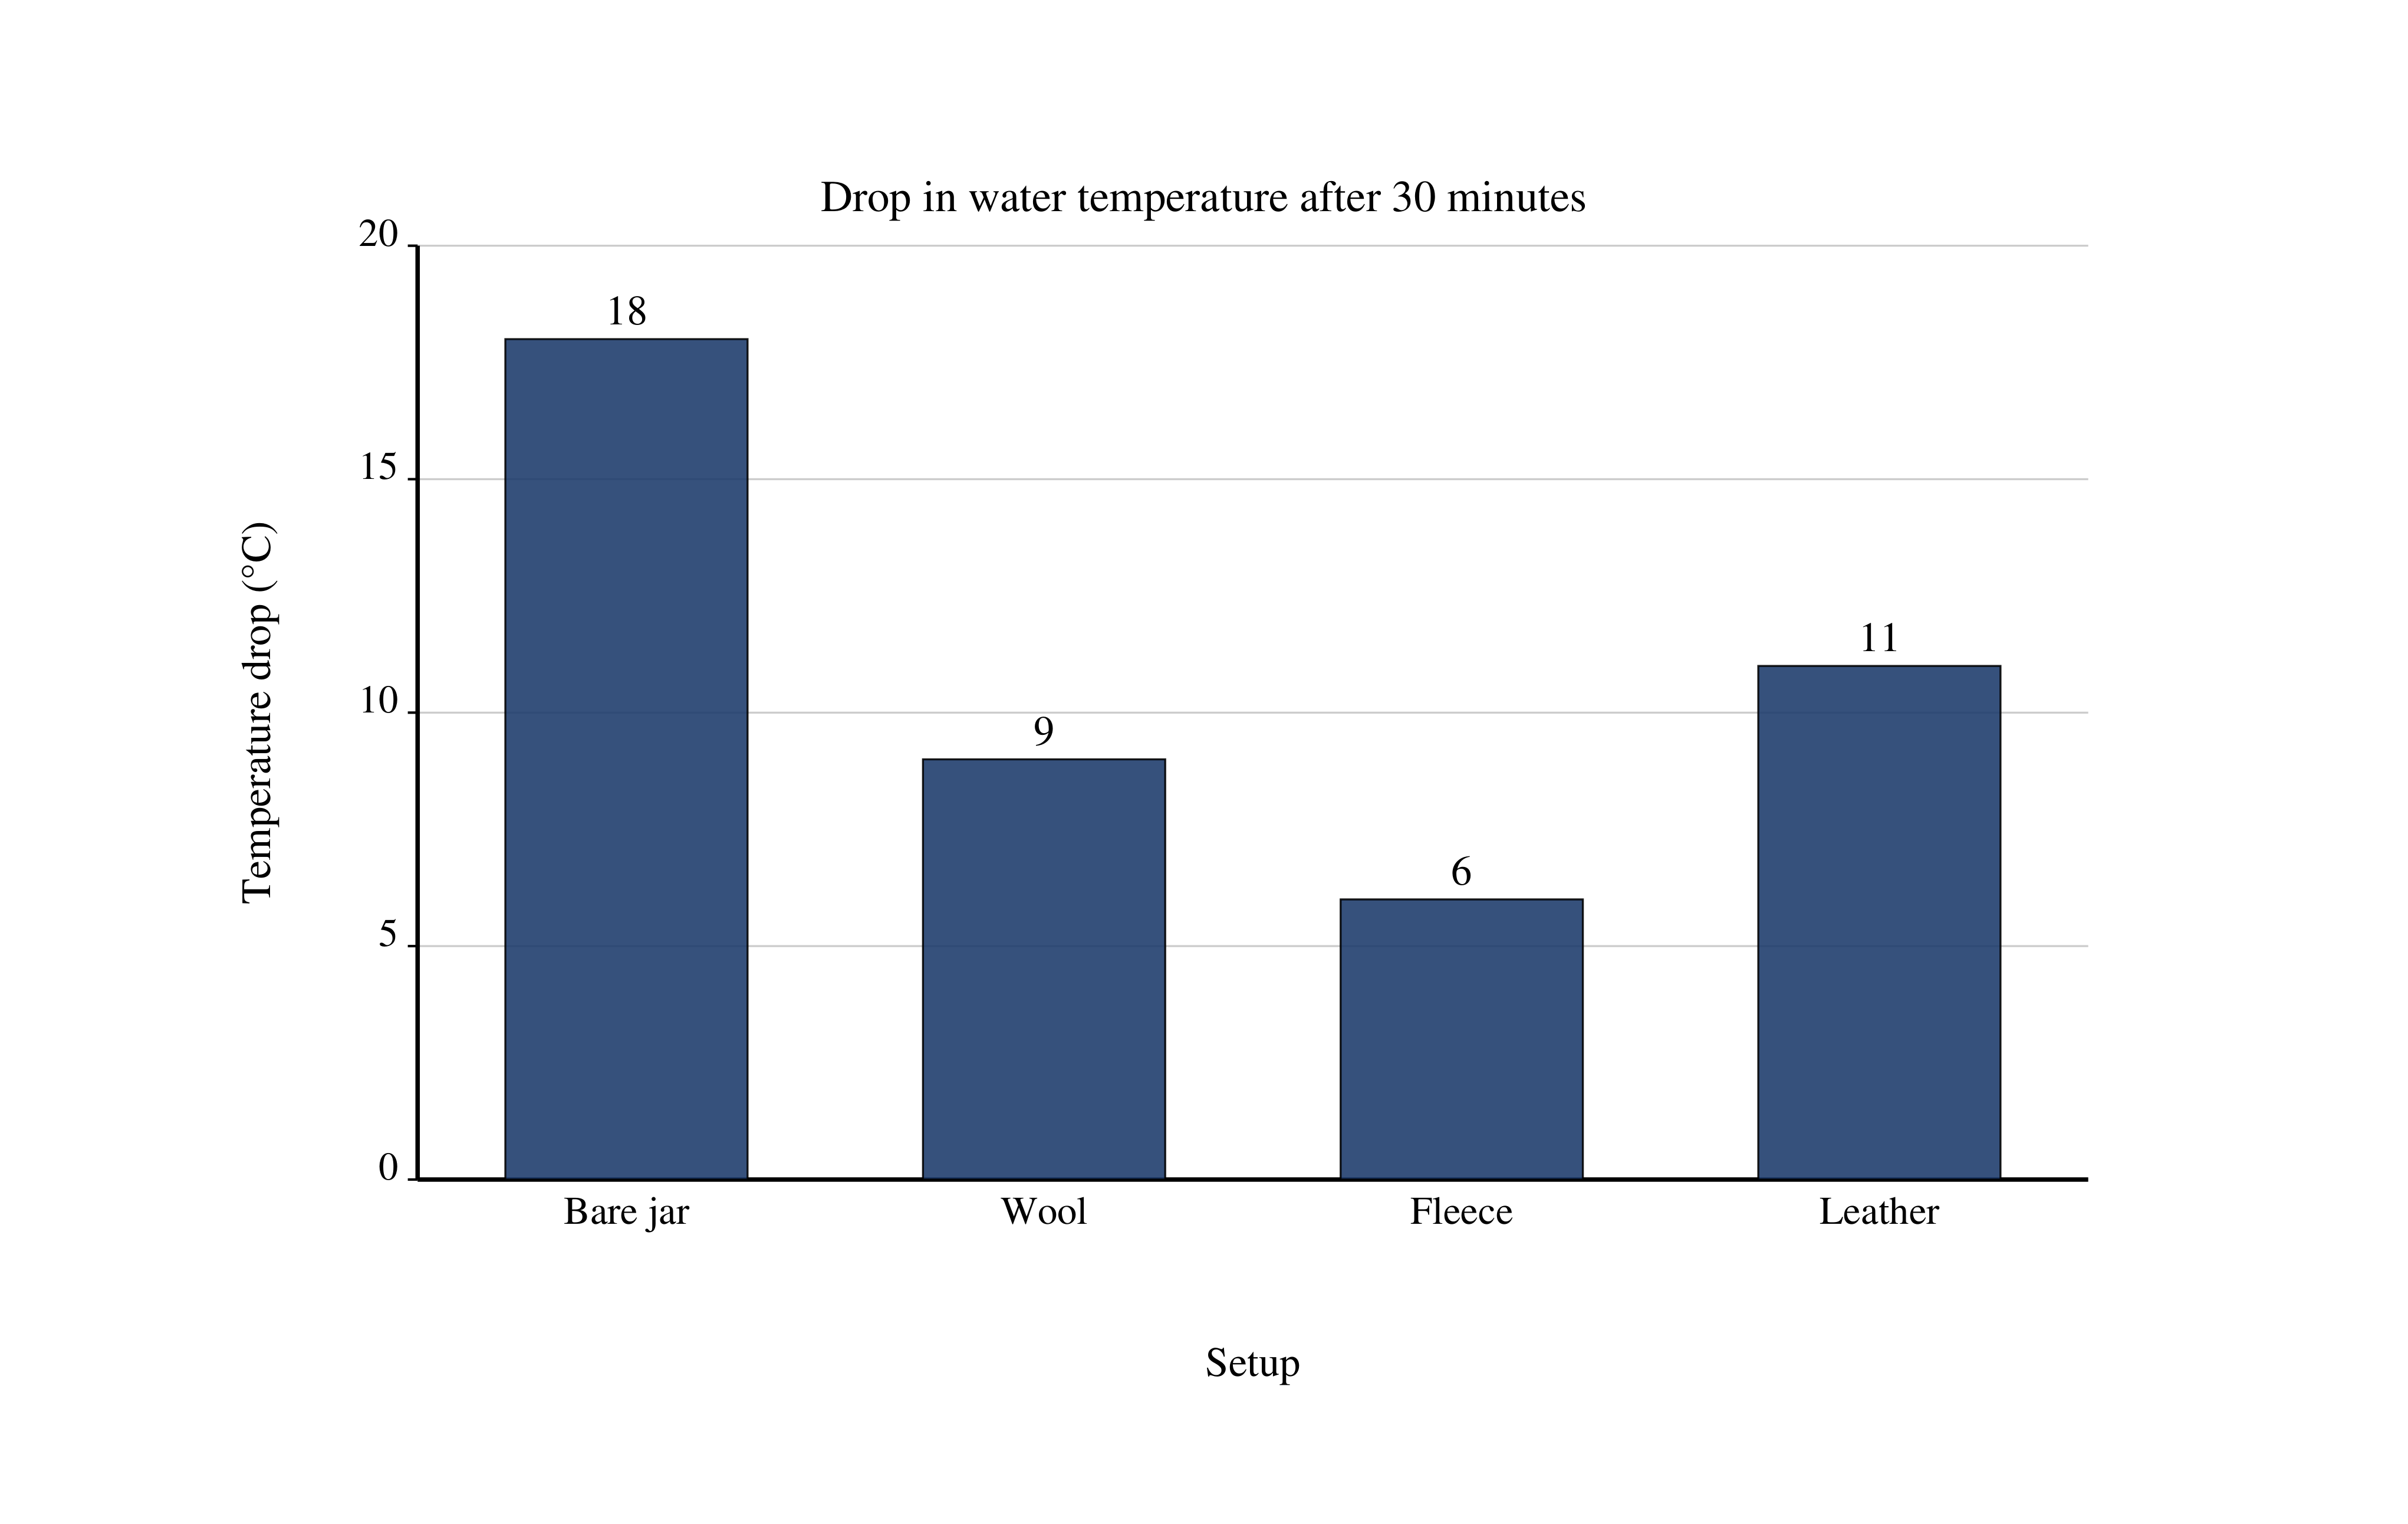 Drop in water temperature after 30 minutes
Temperature drop (°C)
20
15
10
5
0
18
9
6
11
Bare jar
Wool
Fleece
Leather
Setup